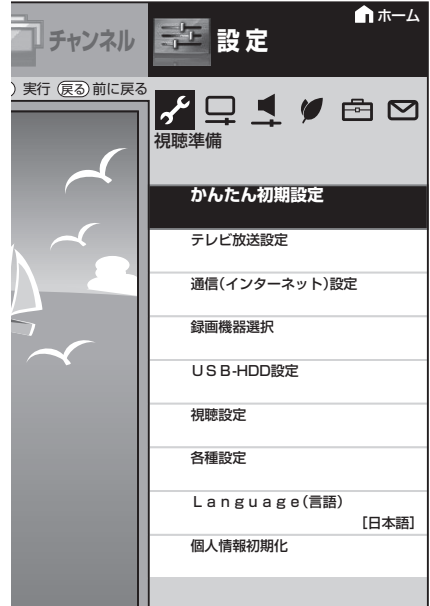 ホーム
チャンネル
設定
実行 戻る 前に戻る
視聴準備
かんたん初期設定
テレビ放送設定
通信(インターネット)設定
録画機器選択
USB-HDD設定
視聴設定
各種設定
Language(言語)
[日本語]
個人情報初期化